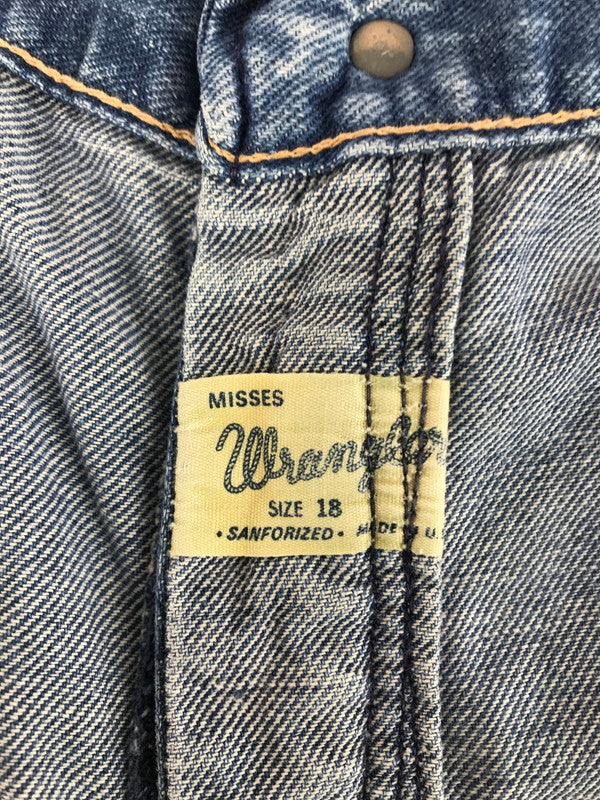 MISSES
Wrangler
SIZE 18
• SANFORIZED • MADE IN U.